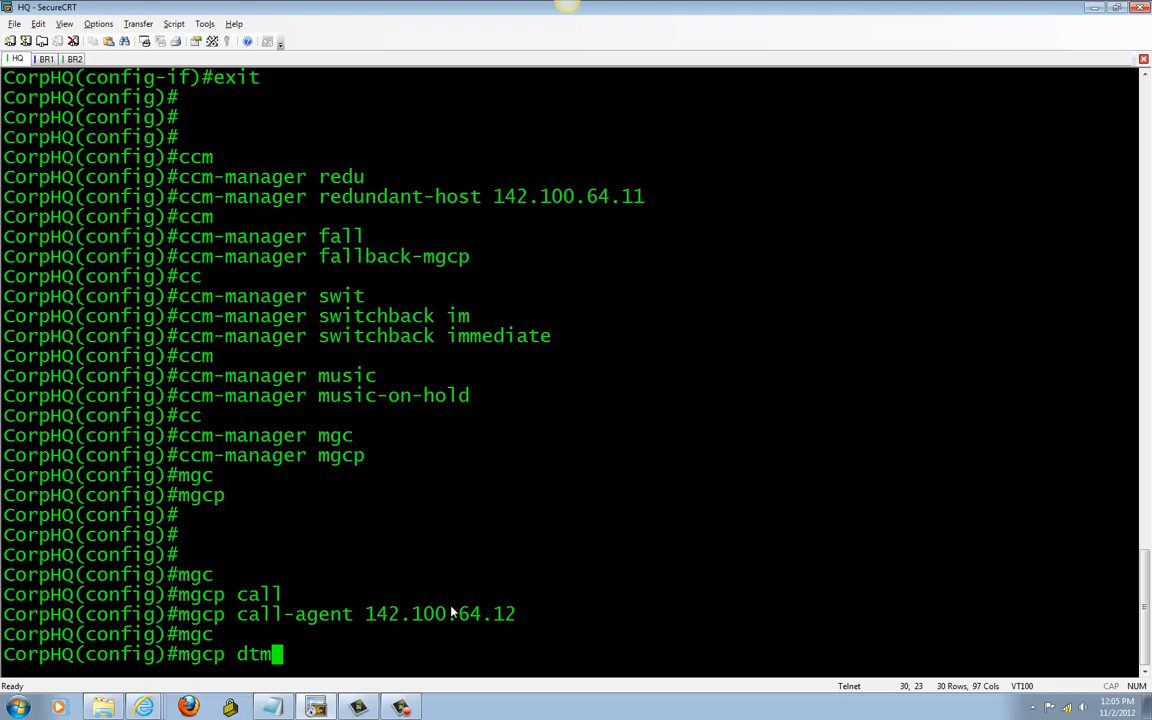 HQ - SecureCRT
File Edit View Options Transfer Script Tools Help
HQ BR1 BR2
CorpHQ(config-if)#exit
CorpHQ(config)#
CorpHQ(config)#
CorpHQ(config)#
CorpHQ(config)#ccm
CorpHQ(config)#ccm-manager redu
CorpHQ(config)#ccm-manager redundant-host 142.100.64.11
CorpHQ(config)#ccm
CorpHQ(config)#ccm-manager fall
CorpHQ(config)#ccm-manager fallback-mgcp
CorpHQ(config)#cc
CorpHQ(config)#ccm-manager swit
CorpHQ(config)#ccm-manager switchback im
CorpHQ(config)#ccm-manager switchback immediate
CorpHQ(config)#ccm
CorpHQ(config)#ccm-manager music
CorpHQ(config)#ccm-manager music-on-hold
CorpHQ(config)#cc
CorpHQ(config)#ccm-manager mgc
CorpHQ(config)#ccm-manager mgcp
CorpHQ(config)#mgc
CorpHQ(config)#mgcp
CorpHQ(config)#
CorpHQ(config)#
CorpHQ(config)#
CorpHQ(config)#mgc
CorpHQ(config)#mgcp call
CorpHQ(config)#mgcp call-agent 142.100.64.12
CorpHQ(config)#mgc
CorpHQ(config)#mgcp dtm
Ready Telnet 30, 23 30 Rows, 97 Cols VT100 CAP NUM
12:05 PM
11/2/2012